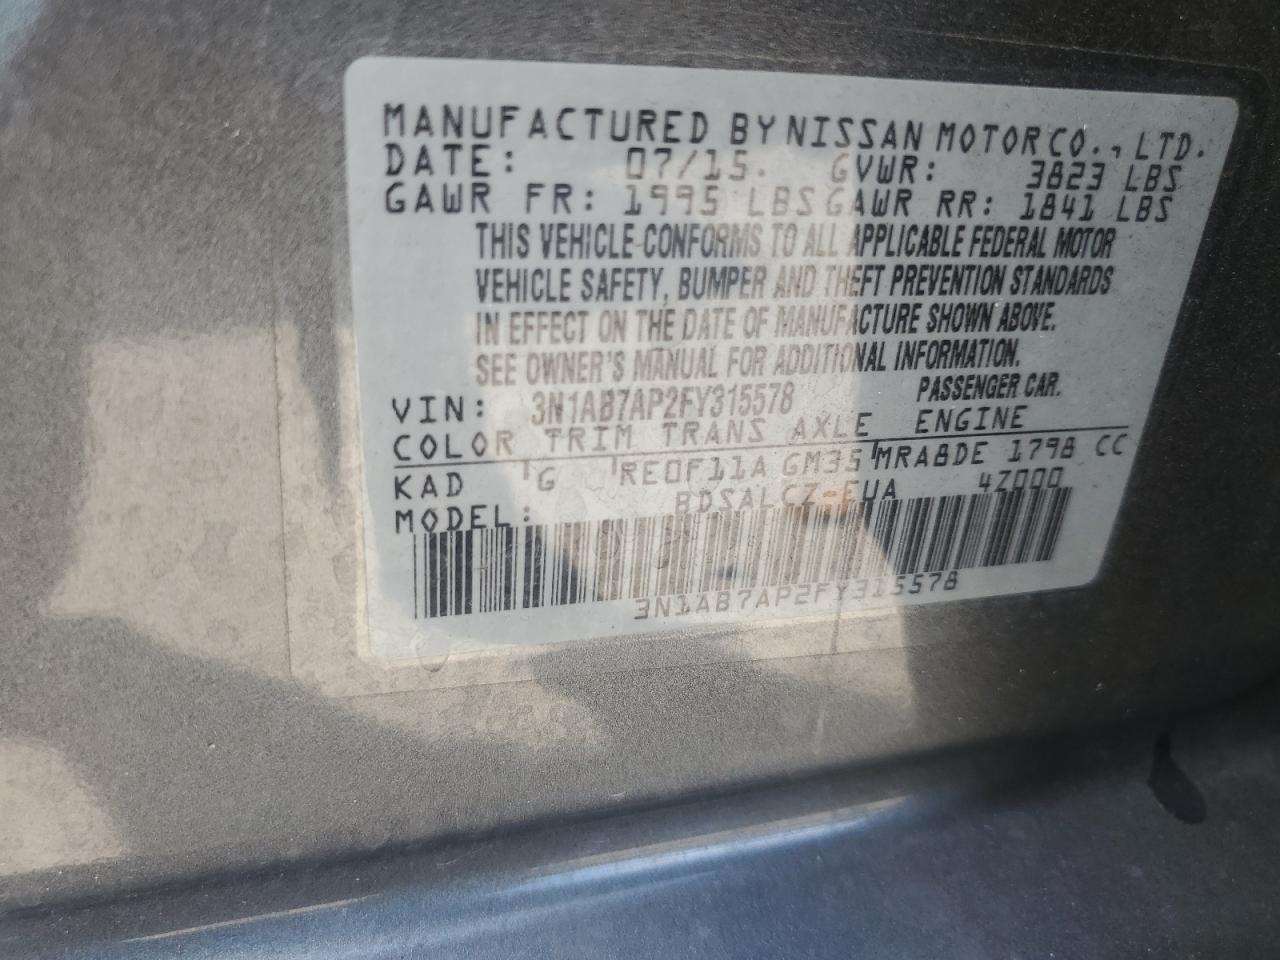 MANUFACTURED BY NISSAN MOTOR CO., LTD.
DATE: 07/15. GVWR: 3823 LBS
GAWR FR: 1995 LBS GAWR RR: 1841 LBS
THIS VEHICLE CONFORMS TO ALL APPLICABLE FEDERAL MOTOR
VEHICLE SAFETY, BUMPER AND THEFT PREVENTION STANDARDS
IN EFFECT ON THE DATE OF MANUFACTURE SHOWN ABOVE.
SEE OWNER'S MANUAL FOR ADDITIONAL INFORMATION.
VIN: 3N1AB7AP2FY315578 PASSENGER CAR.
COLOR TRIM TRANS AXLE ENGINE
KAD G RE0F11A GM35 MRA8DE 1798 CC
MODEL: BDSALCZ-EUA 4Z000
3N1AB7AP2FY315578